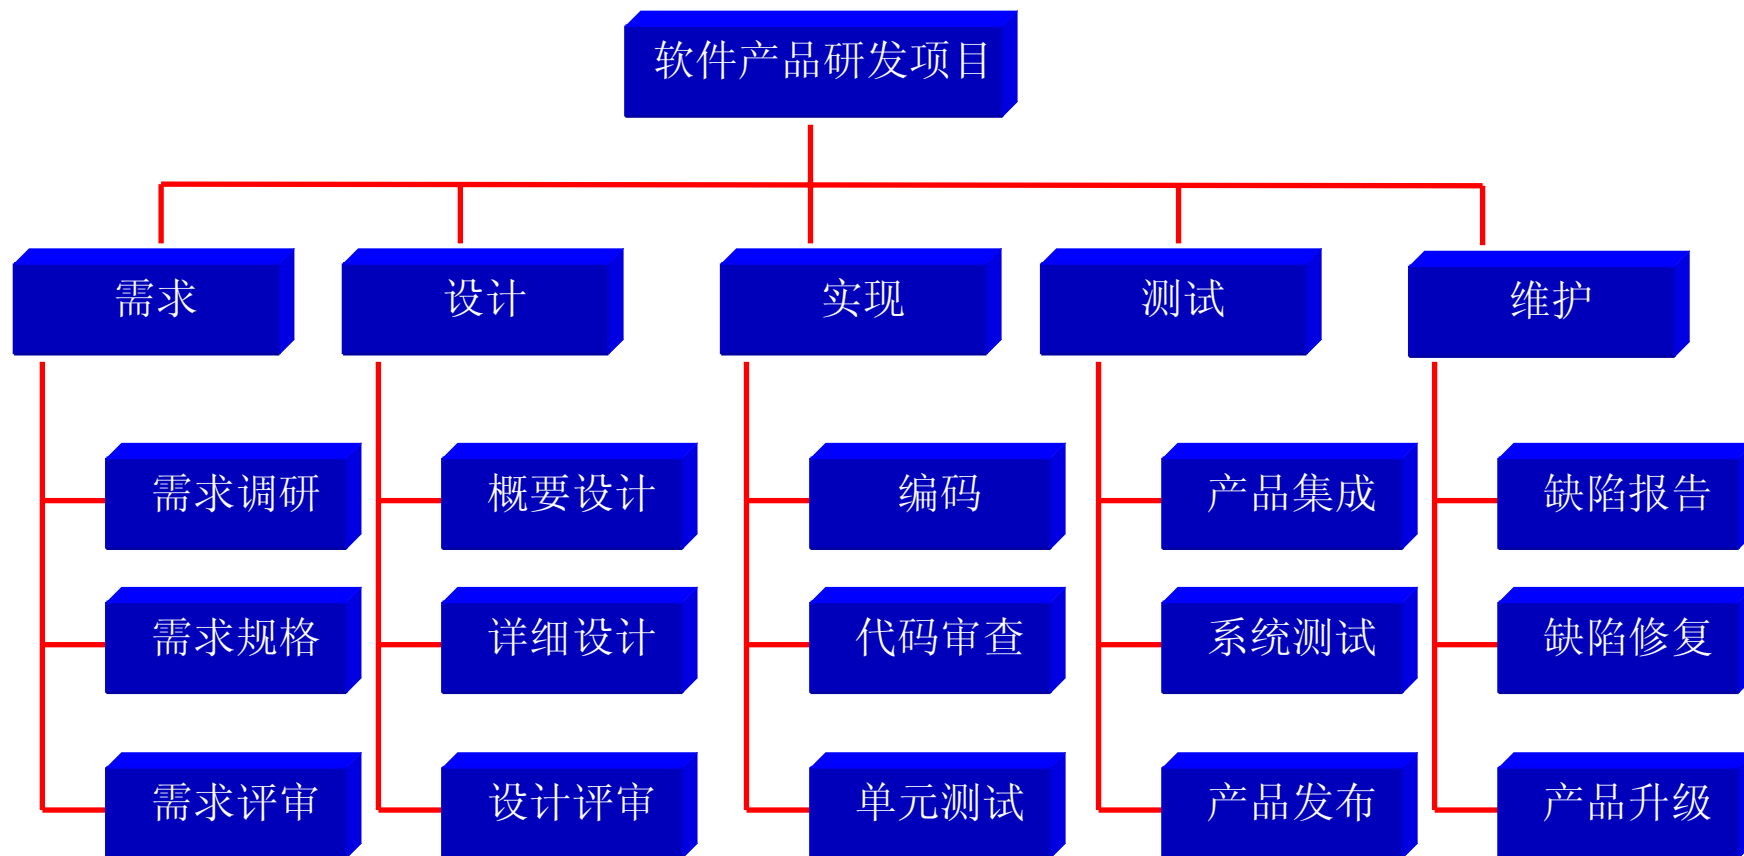 软件产品研发项目
需求
设计
实现
测试
维护
需求调研
概要设计
编码
产品集成
缺陷报告
需求规格
详细设计
代码审查
系统测试
缺陷修复
需求评审
设计评审
单元测试
产品发布
产品升级